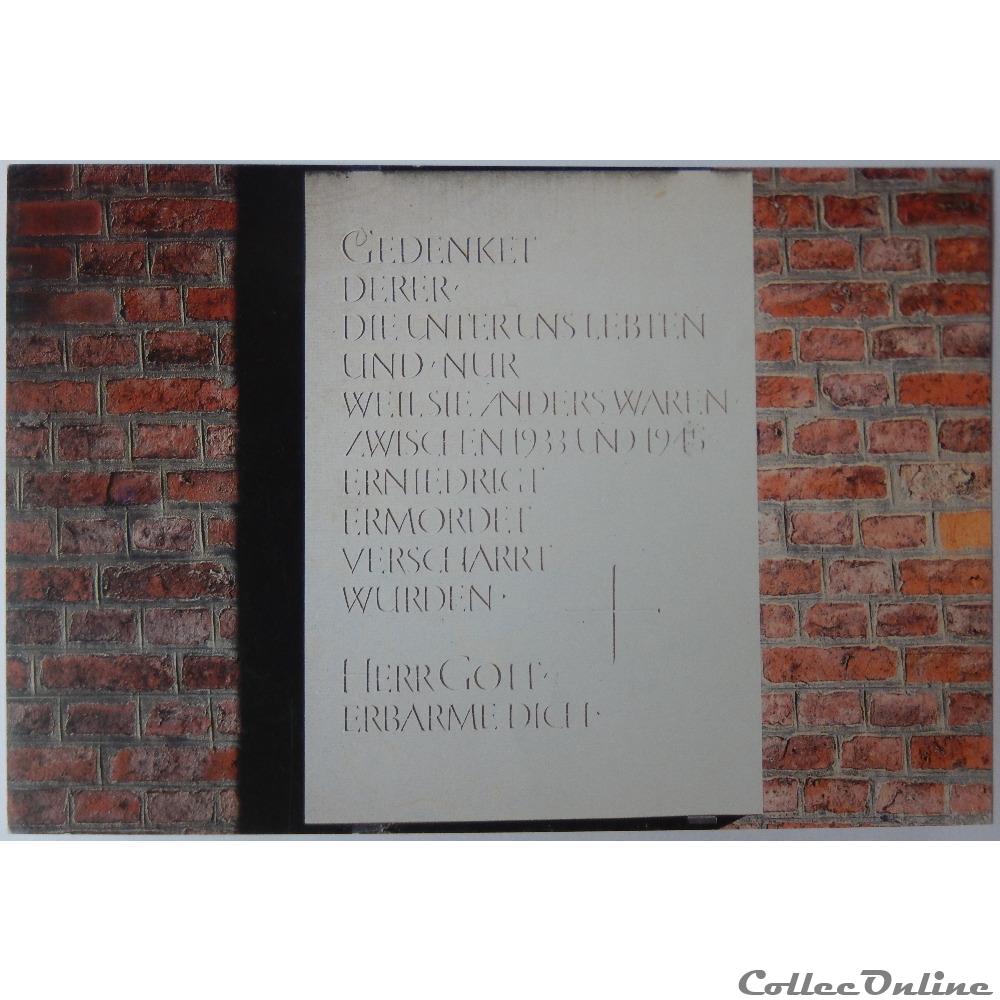 GEDENKET
DERER·
DIE UNTER UNS LEBTEN
UND·NUR
WEIL SIE ANDERS WAREN·
ZWISCHEN 1933 UND 1945
ERNIEDRIGT
ERMORDET
VERSCHARRT
WURDEN·
HERR GOTT·
ERBARME DICH·
CollecOnline